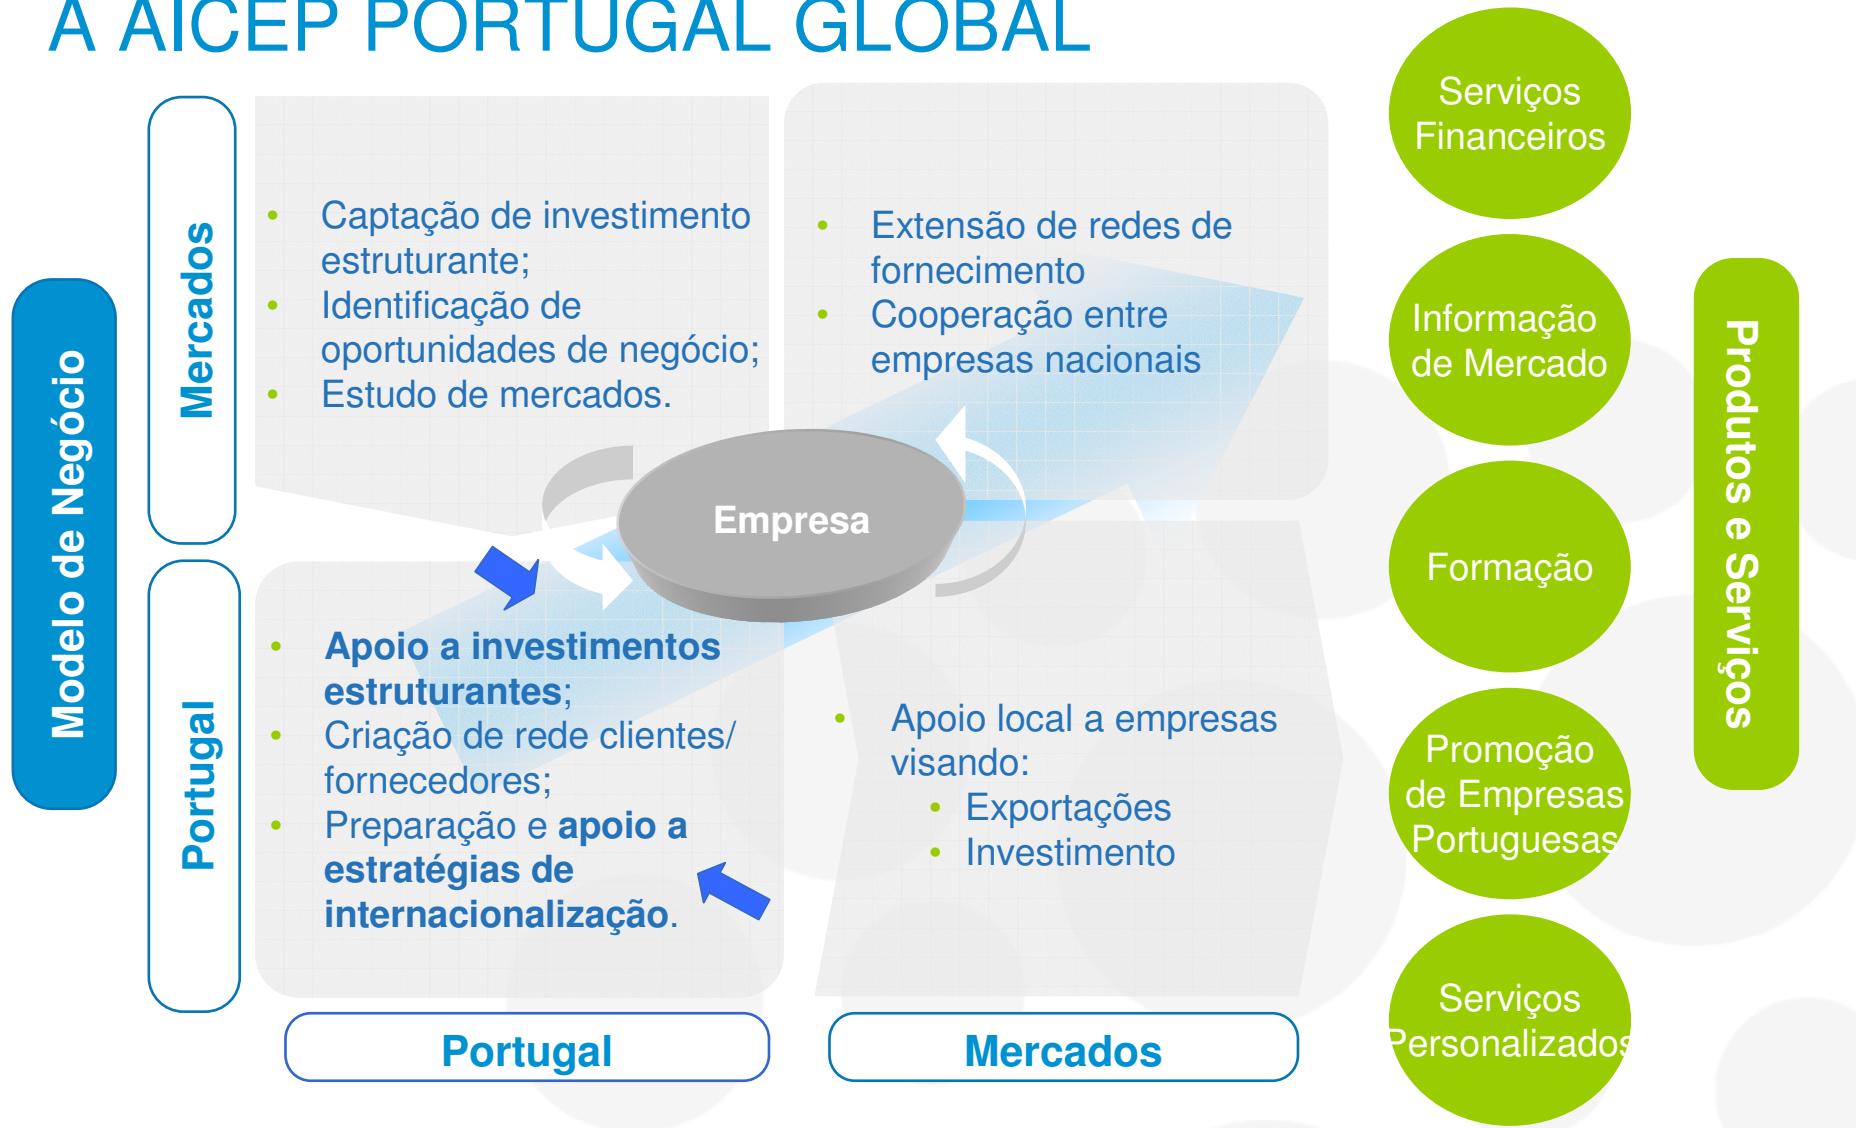 A AICEP PORTUGAL GLOBAL
Modelo de Negócio
Mercados
Portugal
• Captação de investimento
estruturante;
• Identificação de
oportunidades de negócio;
• Estudo de mercados.
• Extensão de redes de
fornecimento
• Cooperação entre
empresas nacionais
Empresa
• Apoio a investimentos
estruturantes;
• Criação de rede clientes/
fornecedores;
• Preparação e apoio a
estratégias de
internacionalização.
• Apoio local a empresas
visando:
• Exportações
• Investimento
Portugal
Mercados
Serviços
Financeiros
Informação
de Mercado
Formação
Promoção
de Empresas
Portuguesas
Serviços
Personalizados
Produtos e Serviços